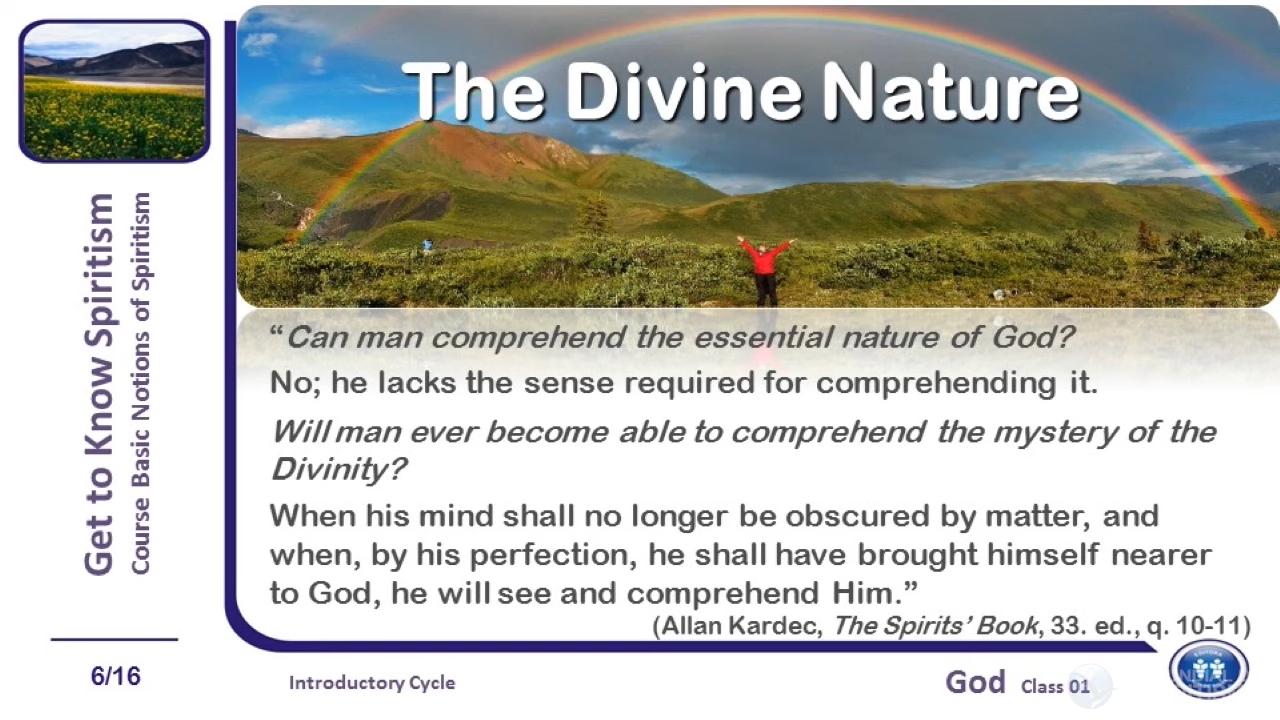 The Divine Nature
Get to Know Spiritism
Course Basic Notions of Spiritism
“Can man comprehend the essential nature of God?
No; he lacks the sense required for comprehending it.
Will man ever become able to comprehend the mystery of the
Divinity?
When his mind shall no longer be obscured by matter, and
when, by his perfection, he shall have brought himself nearer
to God, he will see and comprehend Him.”
(Allan Kardec, The Spirits’ Book, 33. ed., q. 10-11)
6/16
Introductory Cycle
God Class 01
EDITORA